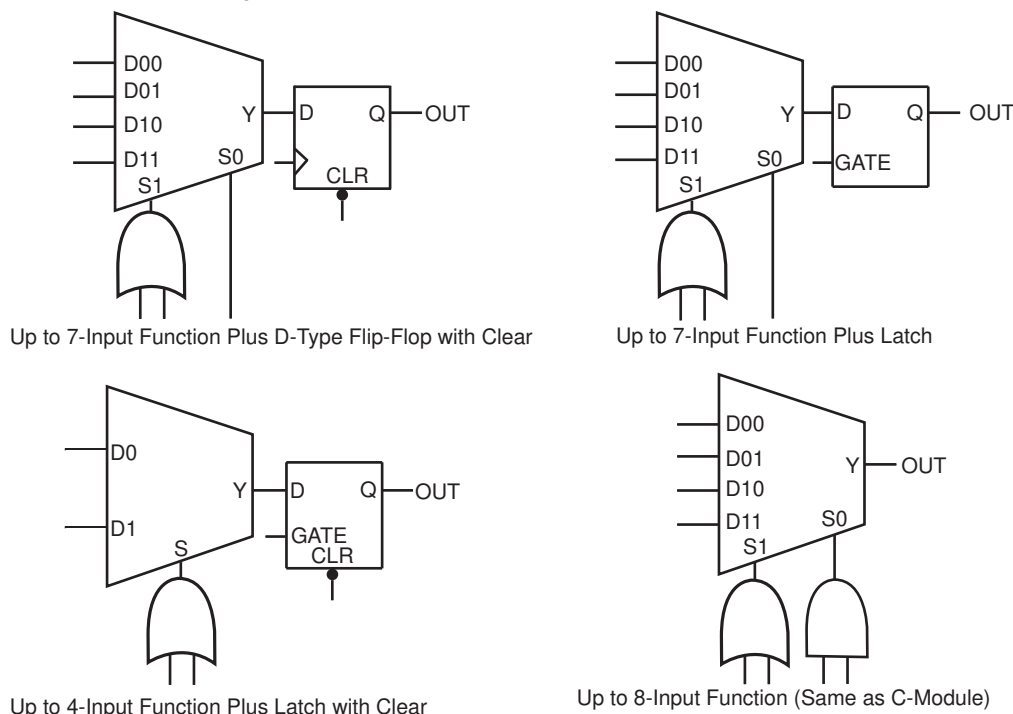 D00
D01
D10
D11
Y
S0
S1
D
Q
CLR
OUT
Up to 7-Input Function Plus D-Type Flip-Flop with Clear
D00
D01
D10
D11
Y
S0
S1
D
Q
GATE
OUT
Up to 7-Input Function Plus Latch
D0
D1
Y
S
D
Q
GATE
CLR
OUT
Up to 4-Input Function Plus Latch with Clear
D00
D01
D10
D11
Y
S0
S1
OUT
Up to 8-Input Function (Same as C-Module)